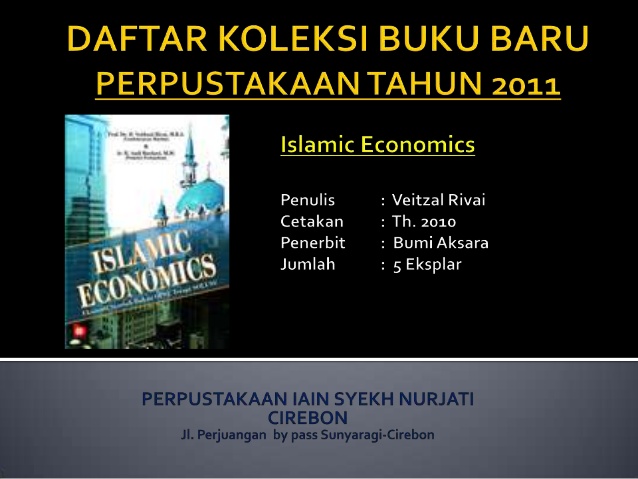 DAFTAR KOLEKSI BUKU BARU
PERPUSTAKAAN TAHUN 2011
Islamic Economics
Penulis : Veitzal Rivai
Cetakan : Th. 2010
Penerbit : Bumi Aksara
Jumlah : 5 Eksplar
ISLAMIC
ECONOMICS
PERPUSTAKAAN IAIN SYEKH NURJATI
CIREBON
Jl. Perjuangan by pass Sunyaragi-Cirebon